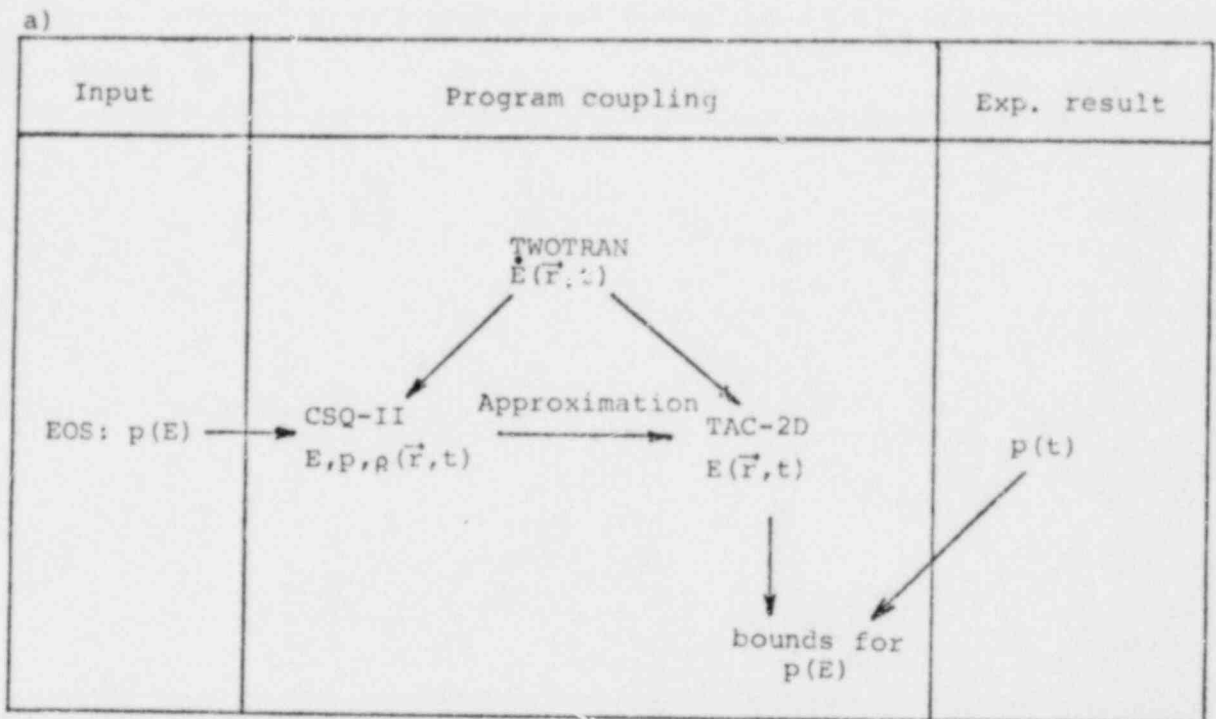 a)
Input
Program coupling
Exp. result
TWOTRAN
Ė(r⃗,t)
Approximation
CSQ-II
TAC-2D
EOS: p(E)
E,p,ρ(r⃗,t)
E(r⃗,t)
p(t)
bounds for
p(E)